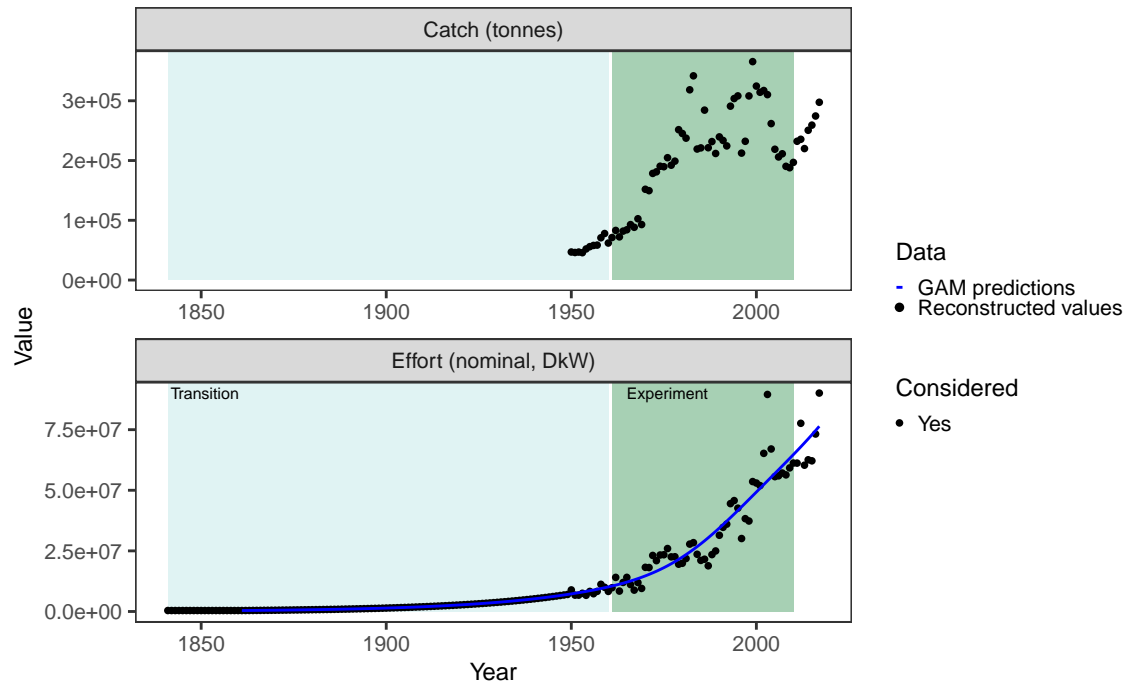 Catch (tonnes)
3e+05
2e+05
1e+05
0e+00
1850 1900 1950 2000
Value
Effort (nominal, DkW)
Transition Experiment
7.5e+07
5.0e+07
2.5e+07
0.0e+00
1850 1900 1950 2000
Year
Data
GAM predictions
Reconstructed values
Considered
Yes